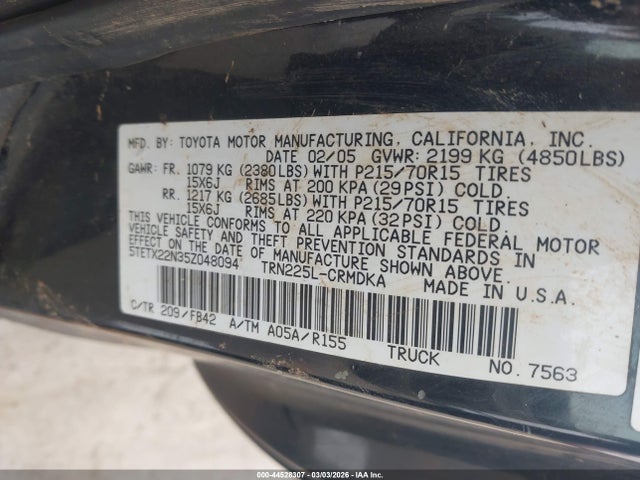 MFD. BY: TOYOTA MOTOR MANUFACTURING, CALIFORNIA, INC.
DATE 02/05 GVWR: 2199 KG (4850LBS)
GAWR: FR. 1079 KG (2380LBS) WITH P215/70R15 TIRES
15X6J RIMS AT 200 KPA (29PSI) COLD.
RR. 1217 KG (2685LBS) WITH P215/70R15 TIRES
15X6J RIMS AT 220 KPA (32PSI) COLD.
THIS VEHICLE CONFORMS TO ALL APPLICABLE FEDERAL MOTOR
VEHICLE SAFETY AND THEFT PREVENTION STANDARDS IN
EFFECT ON THE DATE OF MANUFACTURE SHOWN ABOVE.
5TETX22N35Z048094 TRN225L-CRMDKA MADE IN U.S.A.
C/TR 209/FB42 A/TM A05A/R155 TRUCK NO. 7563
000-44528307 - 03/03/2026 - IAAI.COM